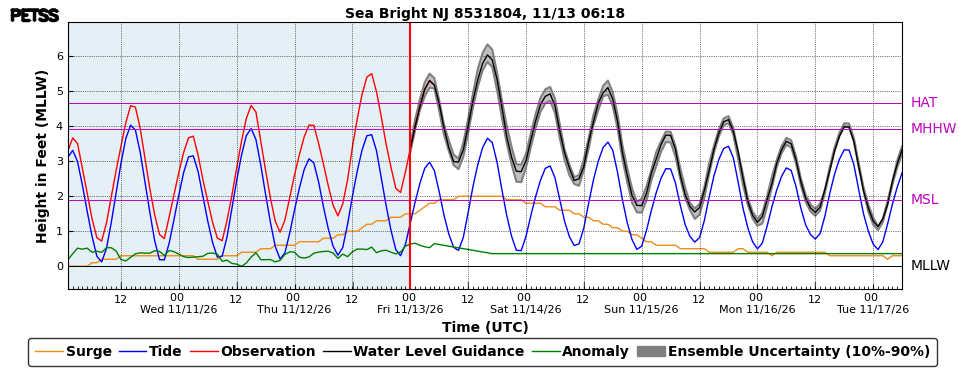 PETSS
Sea Bright NJ 8531804, 11/13 06:18
Height in Feet (MLLW)
6
5
4
3
2
1
0
HAT
MHHW
MSL
MLLW
12 00 12 00 12 00 12 00 12 00 12 00 12 00
Wed 11/11/26 Thu 11/12/26 Fri 11/13/26 Sat 11/14/26 Sun 11/15/26 Mon 11/16/26 Tue 11/17/26
Time (UTC)
Surge Tide Observation Water Level Guidance Anomaly Ensemble Uncertainty (10%-90%)